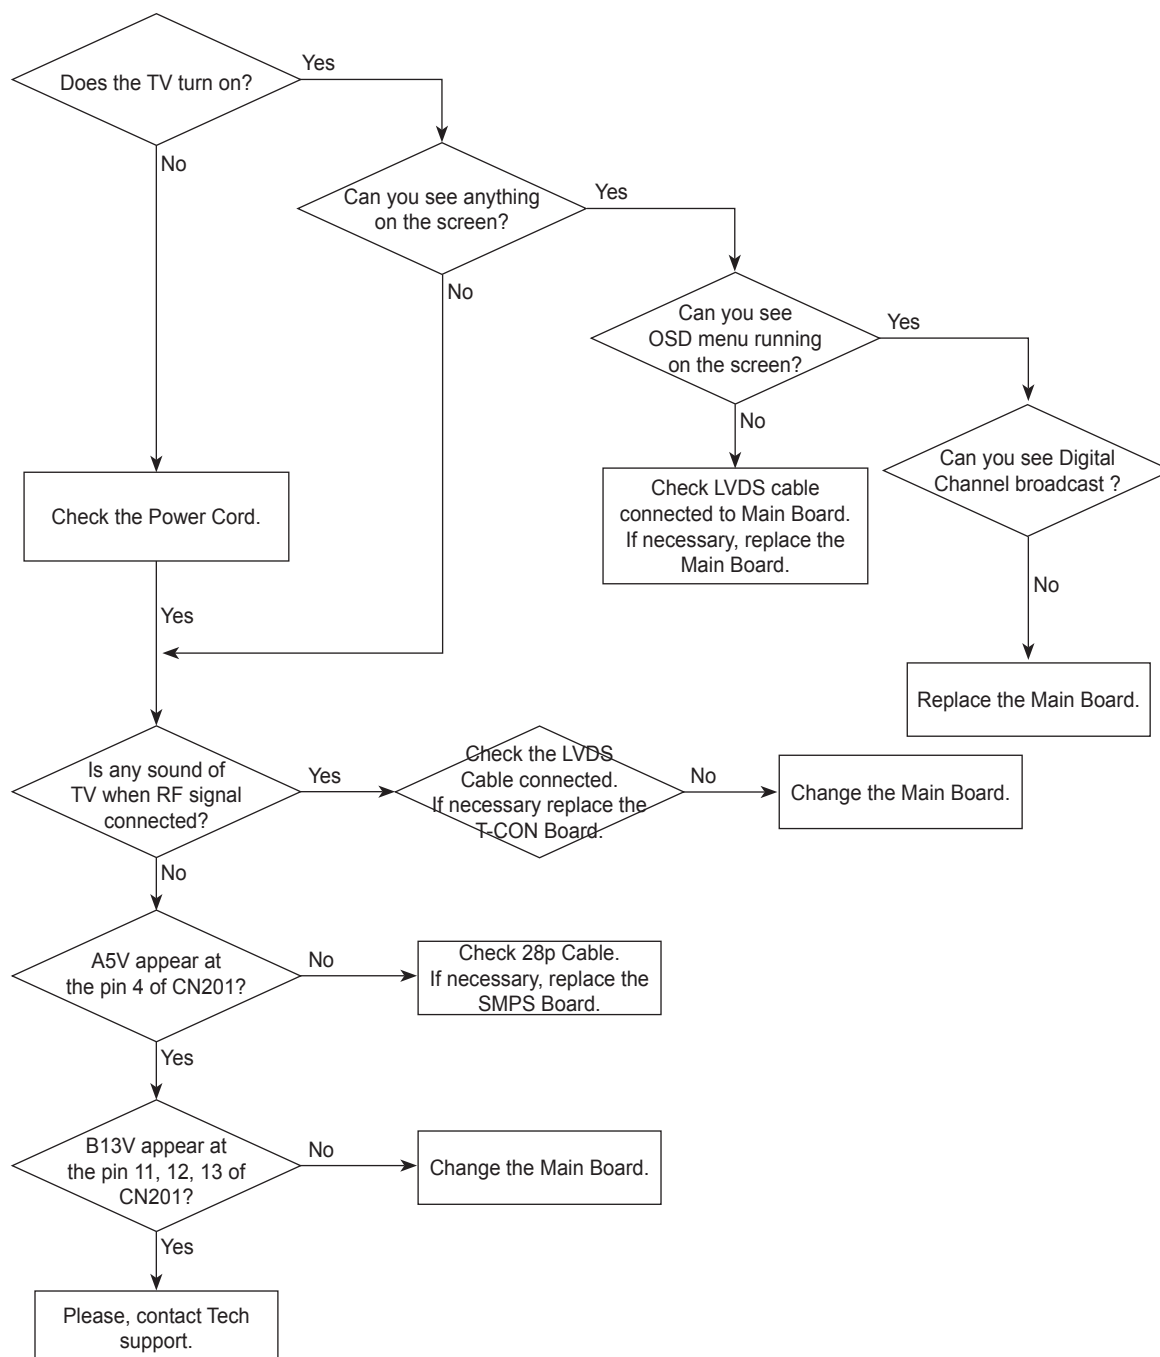 Does the TV turn on?
Yes
No
Can you see anything
on the screen?
Yes
No
Can you see
OSD menu running
on the screen?
Yes
No
Can you see Digital
Channel broadcast ?
No
Check the Power Cord.
Yes
Check LVDS cable
connected to Main Board.
If necessary, replace the
Main Board.
Replace the Main Board.
Is any sound of
TV when RF signal
connected?
Yes
No
Check the LVDS
Cable connected.
If necessary replace the
T-CON Board.
No
Change the Main Board.
A5V appear at
the pin 4 of CN201?
No
Yes
Check 28p Cable.
If necessary, replace the
SMPS Board.
B13V appear at
the pin 11, 12, 13 of
CN201?
No
Yes
Change the Main Board.
Please, contact Tech
support.